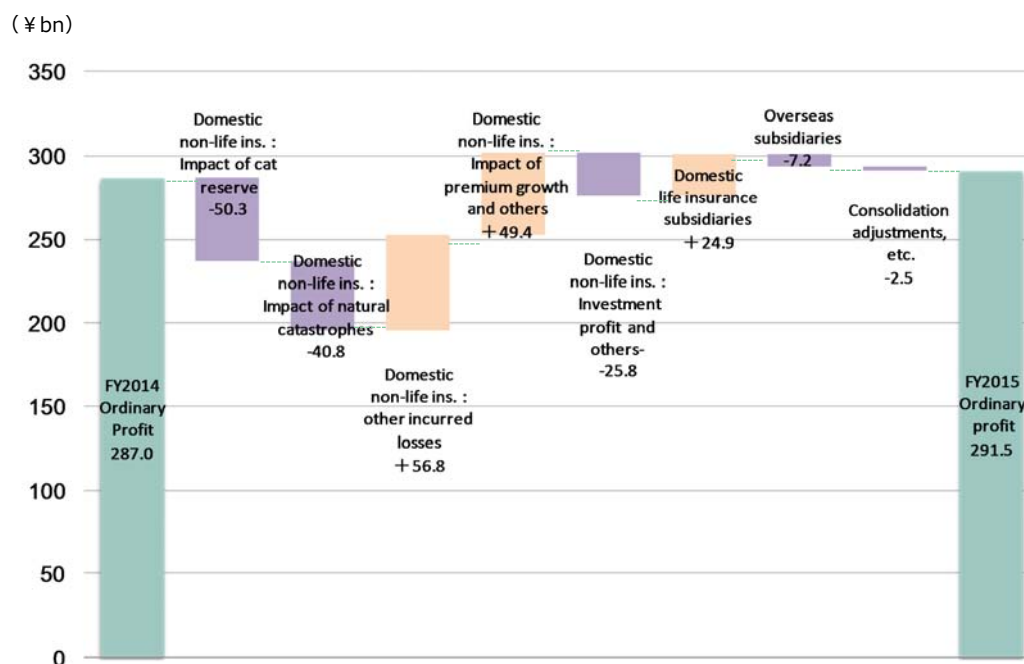 （¥bn）
350
300
250
200
150
100
50
0
FY2014
Ordinary
Profit
287.0
Domestic
non-life ins. :
Impact of cat
reserve
-50.3
Domestic
non-life ins. :
Impact of natural
catastrophes
-40.8
Domestic
non-life ins. :
other incurred
losses
＋56.8
Domestic
non-life ins. :
Impact of
premium growth
and others
＋49.4
Domestic
non-life ins. :
Investment
profit and
others-
-25.8
Domestic
life insurance
subsidiaries
＋24.9
Overseas
subsidiaries
-7.2
Consolidation
adjustments,
etc.
-2.5
FY2015
Ordinary
profit
291.5